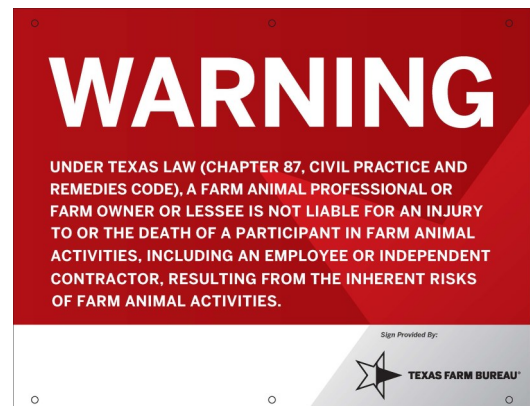 WARNING
UNDER TEXAS LAW (CHAPTER 87, CIVIL PRACTICE AND
REMEDIES CODE), A FARM ANIMAL PROFESSIONAL OR
FARM OWNER OR LESSEE IS NOT LIABLE FOR AN INJURY
TO OR THE DEATH OF A PARTICIPANT IN FARM ANIMAL
ACTIVITIES, INCLUDING AN EMPLOYEE OR INDEPENDENT
CONTRACTOR, RESULTING FROM THE INHERENT RISKS
OF FARM ANIMAL ACTIVITIES.
Sign Provided By:
TEXAS FARM BUREAU®